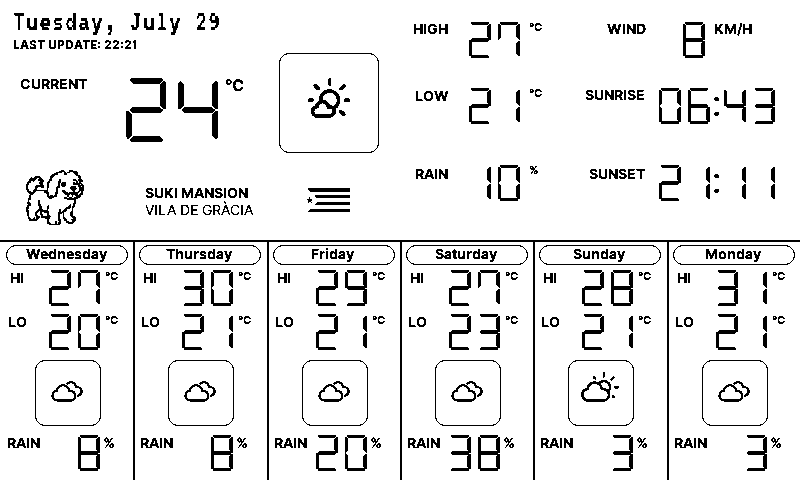 Tuesday, July 29
LAST UPDATE: 22:21
CURRENT 24 °C
HIGH 27 °C
WIND 8 KM/H
LOW 21 °C
SUNRISE 06:43
RAIN 10 %
SUNSET 21:11
SUKI MANSION
VILA DE GRÀCIA
Wednesday
HI 27 °C
LO 20 °C
RAIN 8 %
Thursday
HI 30 °C
LO 21 °C
RAIN 8 %
Friday
HI 29 °C
LO 21 °C
RAIN 20 %
Saturday
HI 27 °C
LO 23 °C
RAIN 38 %
Sunday
HI 28 °C
LO 21 °C
RAIN 3 %
Monday
HI 31 °C
LO 21 °C
RAIN 3 %